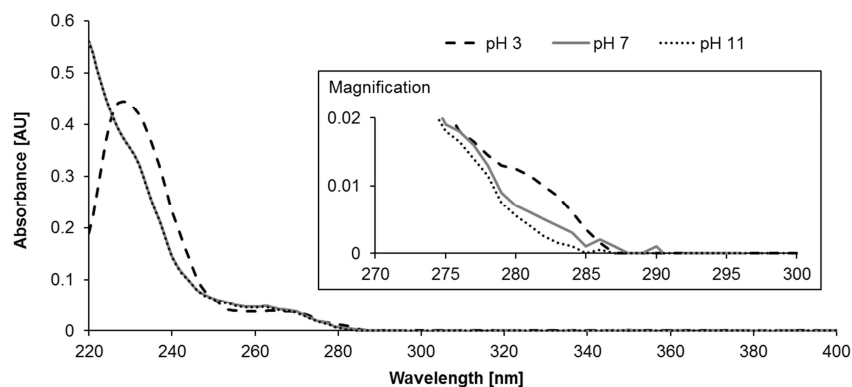 0.6
0.5
0.4
0.3
0.2
0.1
0
Absorbance [AU]
pH 3 pH 7 pH 11
Magnification
0.02
0.01
0
270 275 280 285 290 295 300
220 240 260 280 300 320 340 360 380 400
Wavelength [nm]